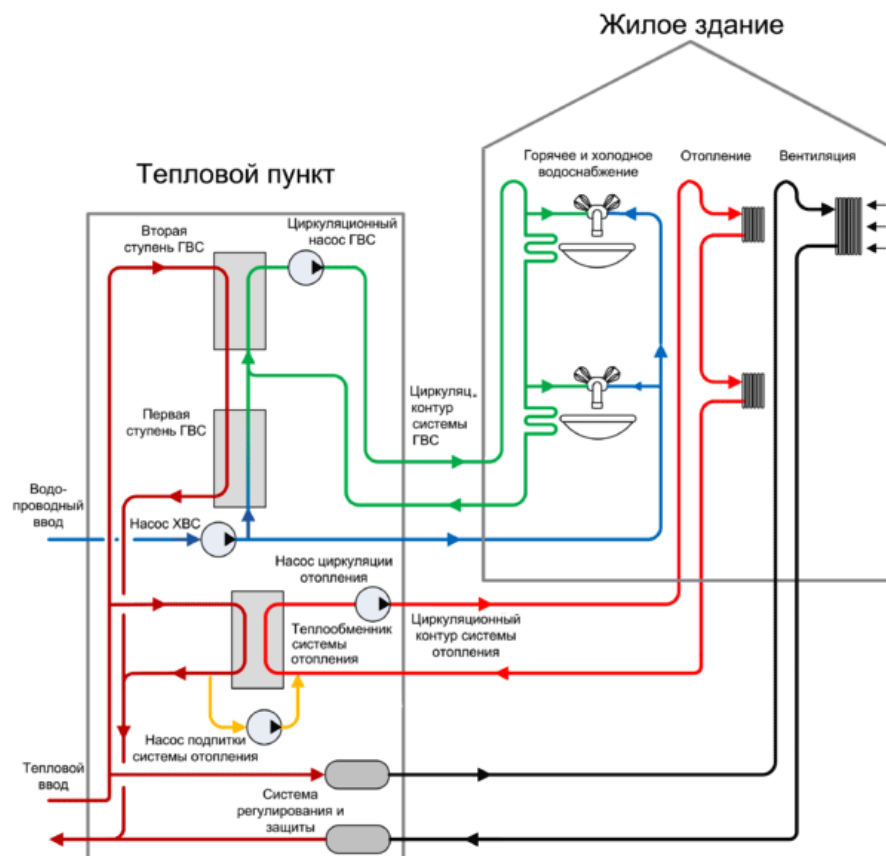 Жилое здание
Тепловой пункт
Горячее и холодное
водоснабжение
Отопление
Вентиляция
Вторая
ступень ГВС
Циркуляционный
насос ГВС
Первая
ступень ГВС
Циркуляц.
контур
системы
ГВС
Водо-
проводный
ввод
Насос ХВС
Насос циркуляции
отопления
Теплообменник
системы
отопления
Циркуляционный
контур системы
отопления
Насос подпитки
системы отопления
Тепловой
ввод
Система
регулирования и
защиты